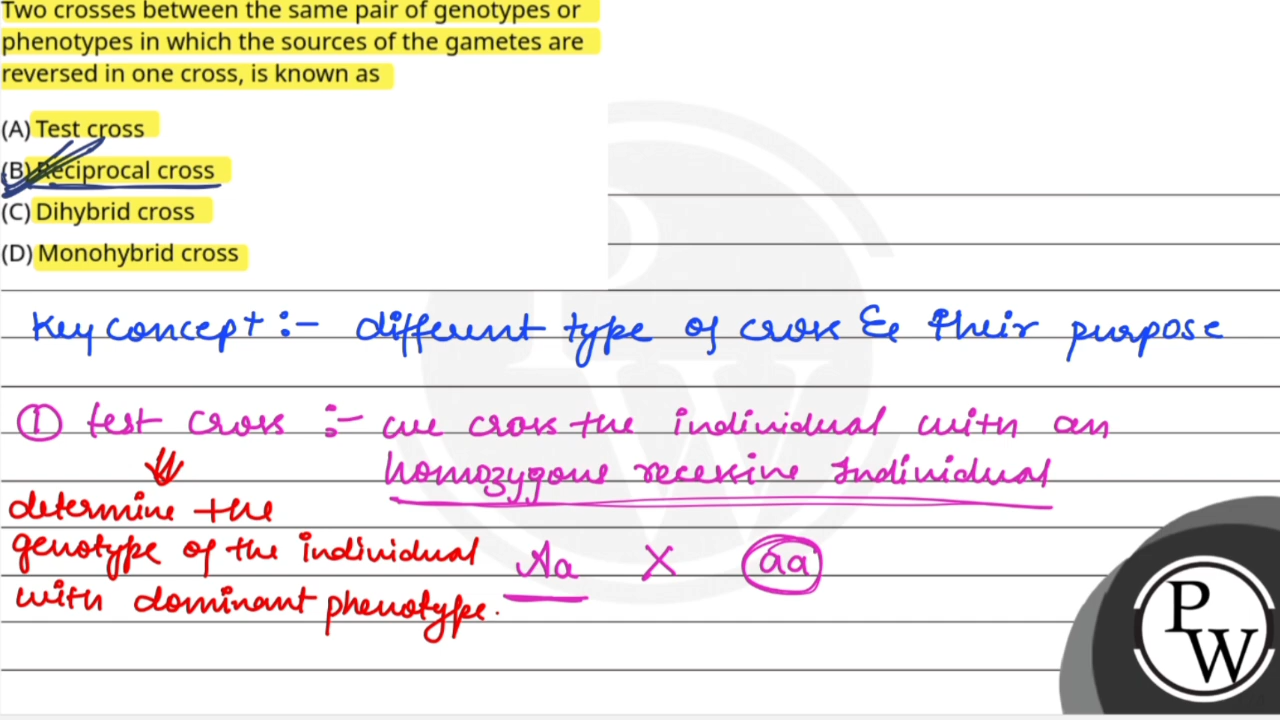 Two crosses between the same pair of genotypes or
phenotypes in which the sources of the gametes are
reversed in one cross, is known as
(A) Test cross
(B) Reciprocal cross
(C) Dihybrid cross
(D) Monohybrid cross
Key concept :- different type of cross & their purpose
① test cross :- we cross the individual with an
homozygous recessive Individual
determine the
genotype of the individual
with dominant phenotype.
Aa X aa
P
W